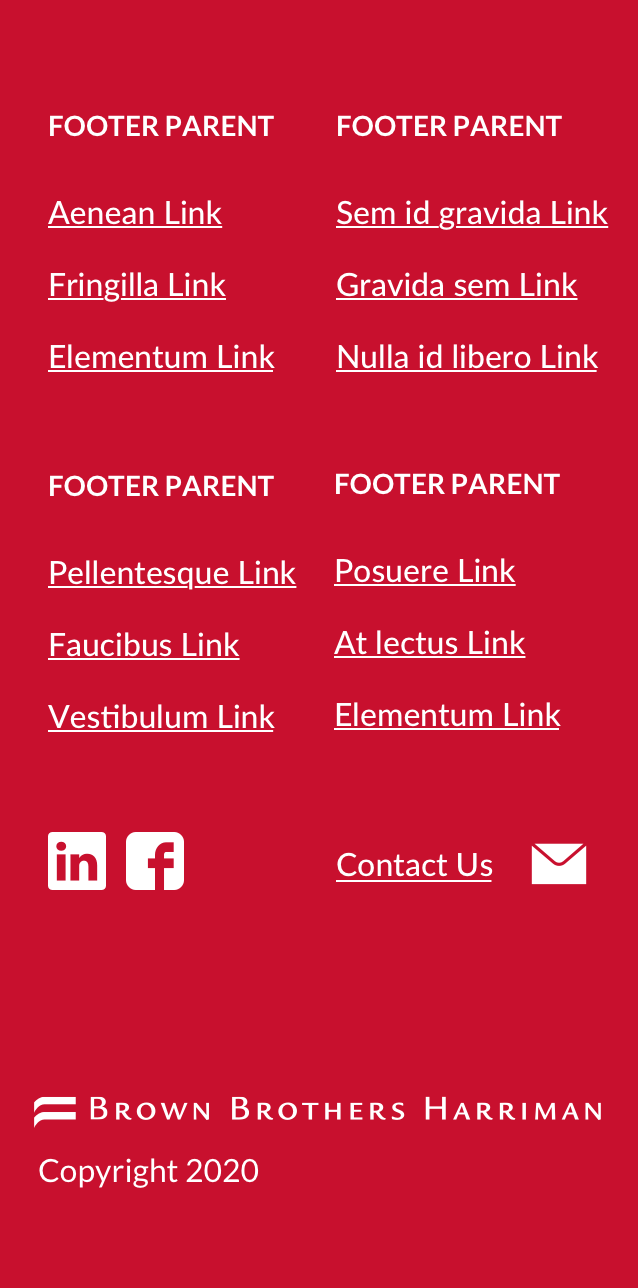 FOOTER PARENT
Aenean Link
Fringilla Link
Elementum Link
FOOTER PARENT
Sem id gravida Link
Gravida sem Link
Nulla id libero Link
FOOTER PARENT
Pellentesque Link
Faucibus Link
Vestibulum Link
FOOTER PARENT
Posuere Link
At lectus Link
Elementum Link
in f
Contact Us
BROWN BROTHERS HARRIMAN
Copyright 2020